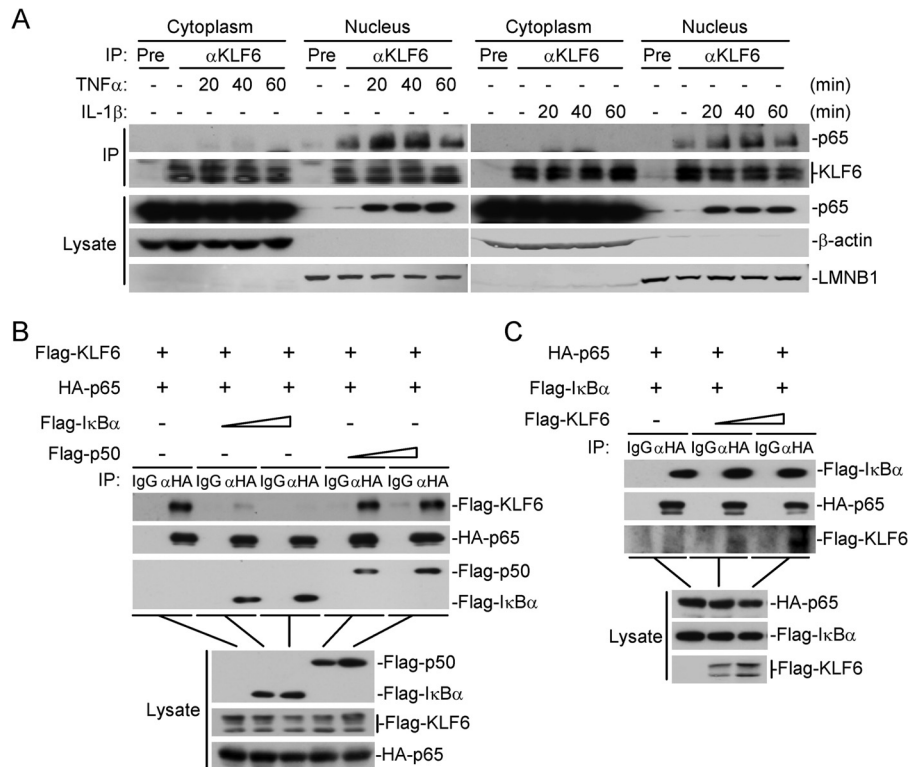 A
Cytoplasm Nucleus Cytoplasm Nucleus
IP: Pre αKLF6 Pre αKLF6 Pre αKLF6 Pre αKLF6
TNFα: - - 20 40 60 - - 20 40 60 - - - - - - - - - - (min)
IL-1β: - - - - - - - - - - - - 20 40 60 - - 20 40 60 (min)
IP
-p65
-KLF6
Lysate
-p65
-β-actin
-LMNB1
B
Flag-KLF6 + + + + +
HA-p65 + + + + +
Flag-IκBα - - -
Flag-p50 - - -
IP: IgG αHA IgG αHA IgG αHA IgG αHA IgG αHA
-Flag-KLF6
-HA-p65
-Flag-p50
-Flag-IκBα
Lysate
-Flag-p50
-Flag-IκBα
-Flag-KLF6
-HA-p65
C
HA-p65 + + +
Flag-IκBα + + +
Flag-KLF6 -
IP: IgG αHA IgG αHA IgG αHA
-Flag-IκBα
-HA-p65
-Flag-KLF6
Lysate
-HA-p65
-Flag-IκBα
-Flag-KLF6